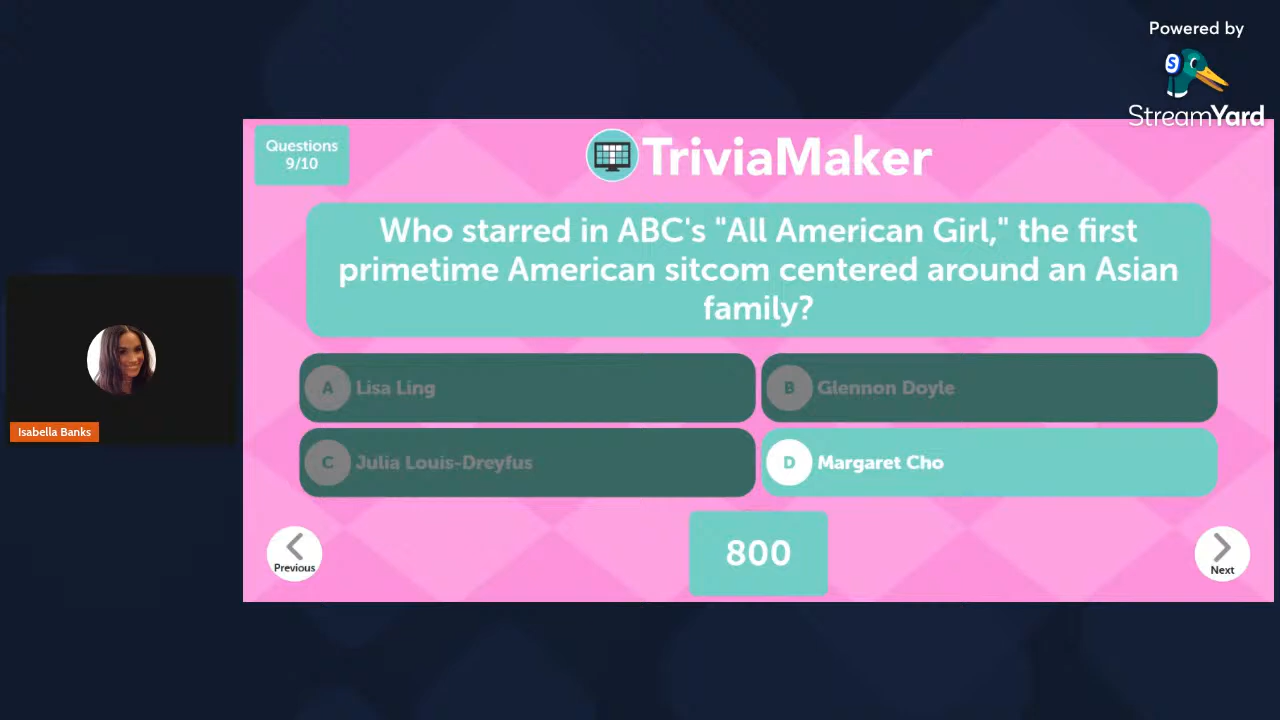 Powered by
S
StreamYard
Questions
9/10
TriviaMaker
Who starred in ABC's "All American Girl," the first
primetime American sitcom centered around an Asian
family?
A Lisa Ling
B Glennon Doyle
C Julia Louis-Dreyfus
D Margaret Cho
Isabella Banks
800
Previous
Next